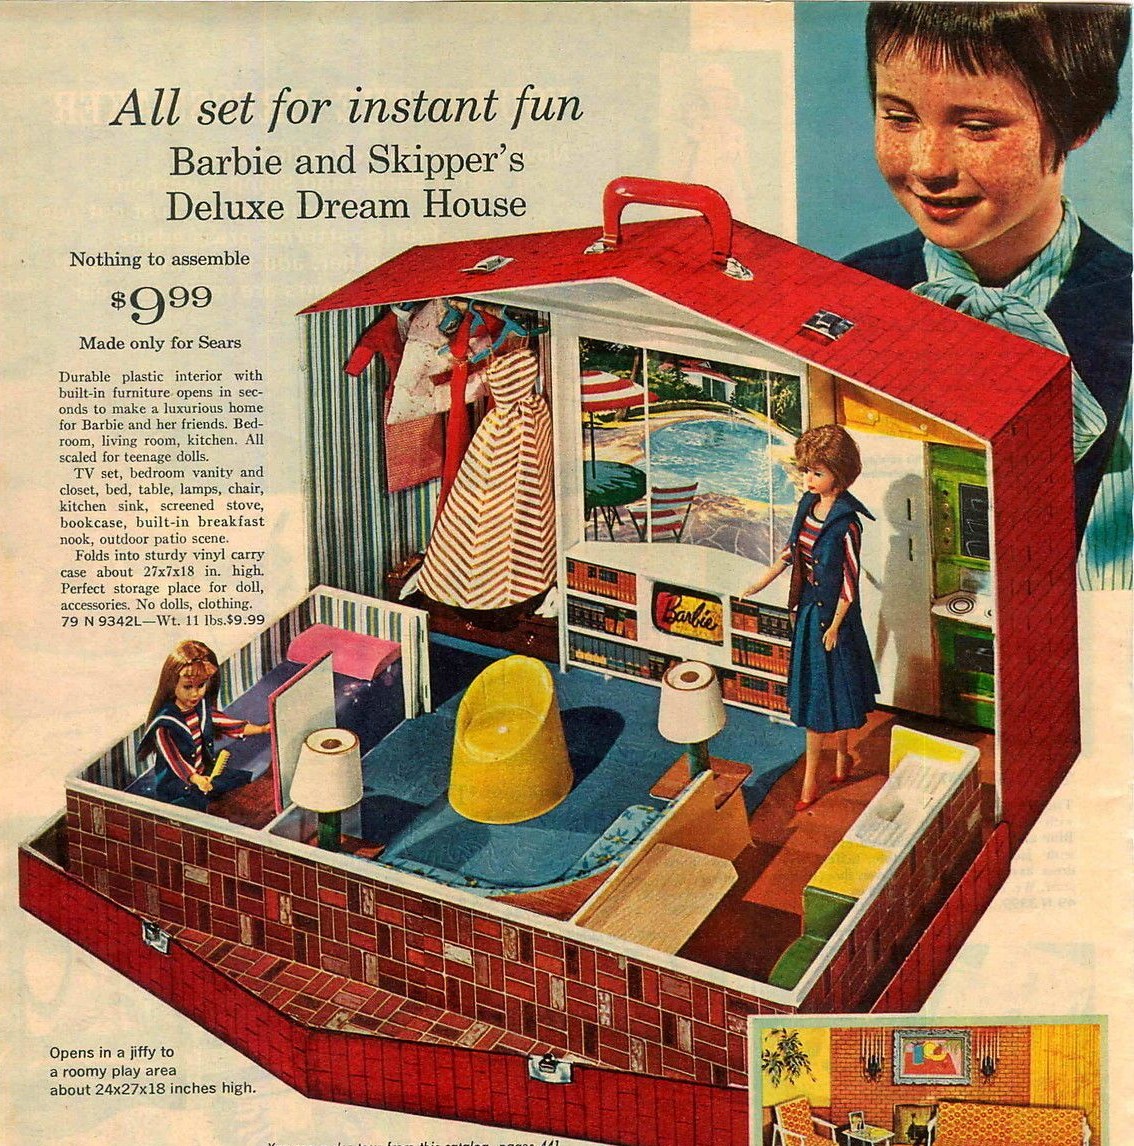 All set for instant fun
Barbie and Skipper's
Deluxe Dream House
Nothing to assemble
$9.99
Made only for Sears
Durable plastic interior with
built-in furniture opens in sec-
onds to make a luxurious home
for Barbie and her friends. Bed-
room, living room, kitchen. All
scaled for teenage dolls.
TV set, bedroom vanity and
closet, bed, table, lamps, chair,
kitchen sink, screened stove,
bookcase, built-in breakfast
nook, outdoor patio scene.
Folds into sturdy vinyl carry
case about 27x7x18 in. high.
Perfect storage place for doll,
accessories. No dolls, clothing.
79 N 9342L—Wt. 11 lbs.$9.99
Barbie
Opens in a jiffy to
a roomy play area
about 24x27x18 inches high.
from this catalog, pages 441